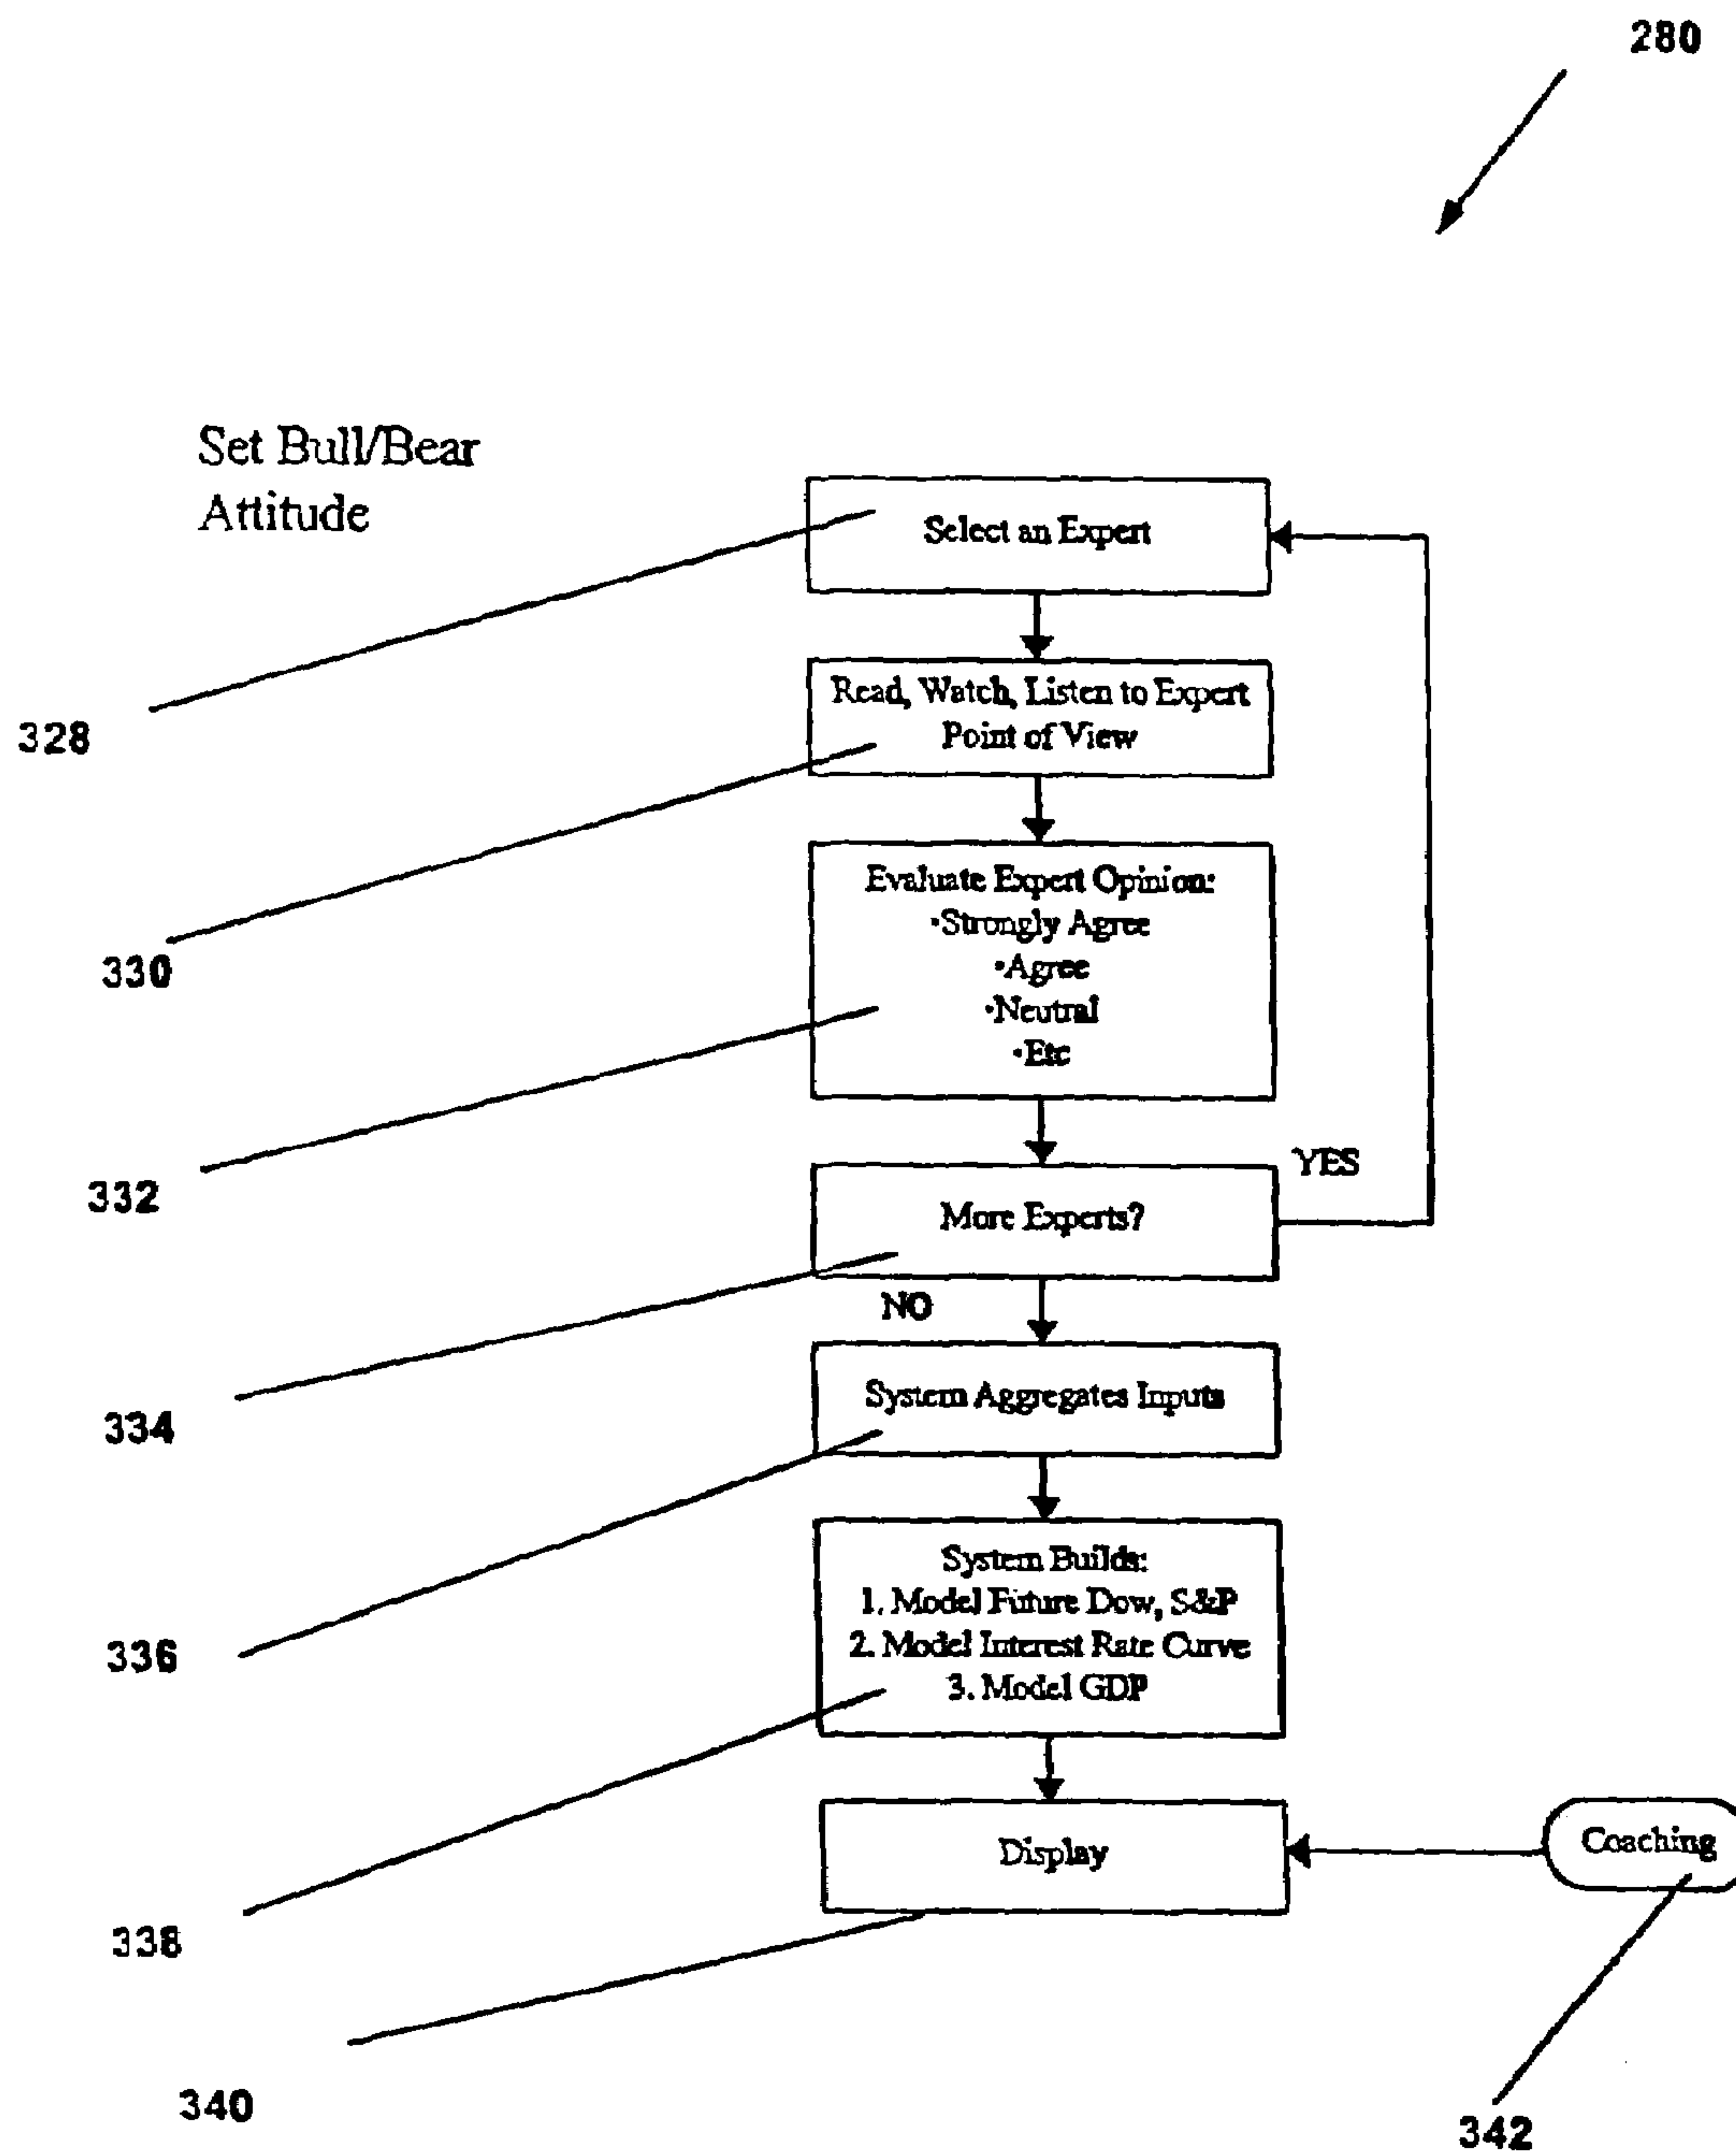 280
Set Bull/Bear
Attitude
Select an Expert
328
Read, Watch, Listen to Expert
Point of View
330
Evaluate Expert Opinion:
•Strongly Agree
•Agree
•Neutral
•Etc
332
YES
More Experts?
334
NO
System Aggregates Inputs
336
System Builds:
1. Model Future Dow, S&P
2. Model Interest Rate Curve
3. Model GDP
338
Display
Coaching
340
342